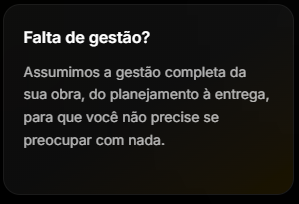 Falta de gestão?
Assumimos a gestão completa da
sua obra, do planejamento à entrega,
para que você não precise se
preocupar com nada.